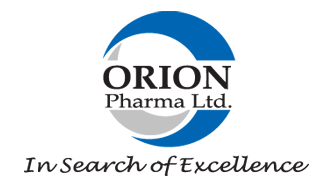 ORION
Pharma Ltd.
In Search of Excellence